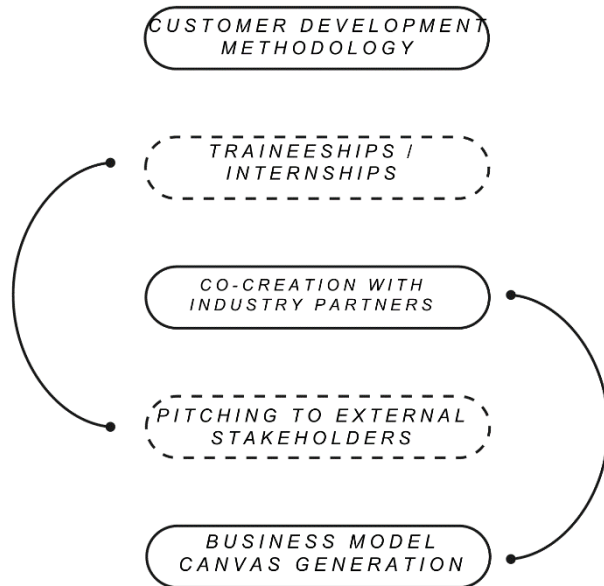 CUSTOMER DEVELOPMENT
METHODOLOGY
TRAINEESHIPS /
INTERNSHIPS
CO-CREATION WITH
INDUSTRY PARTNERS
PITCHING TO EXTERNAL
STAKEHOLDERS
BUSINESS MODEL
CANVAS GENERATION